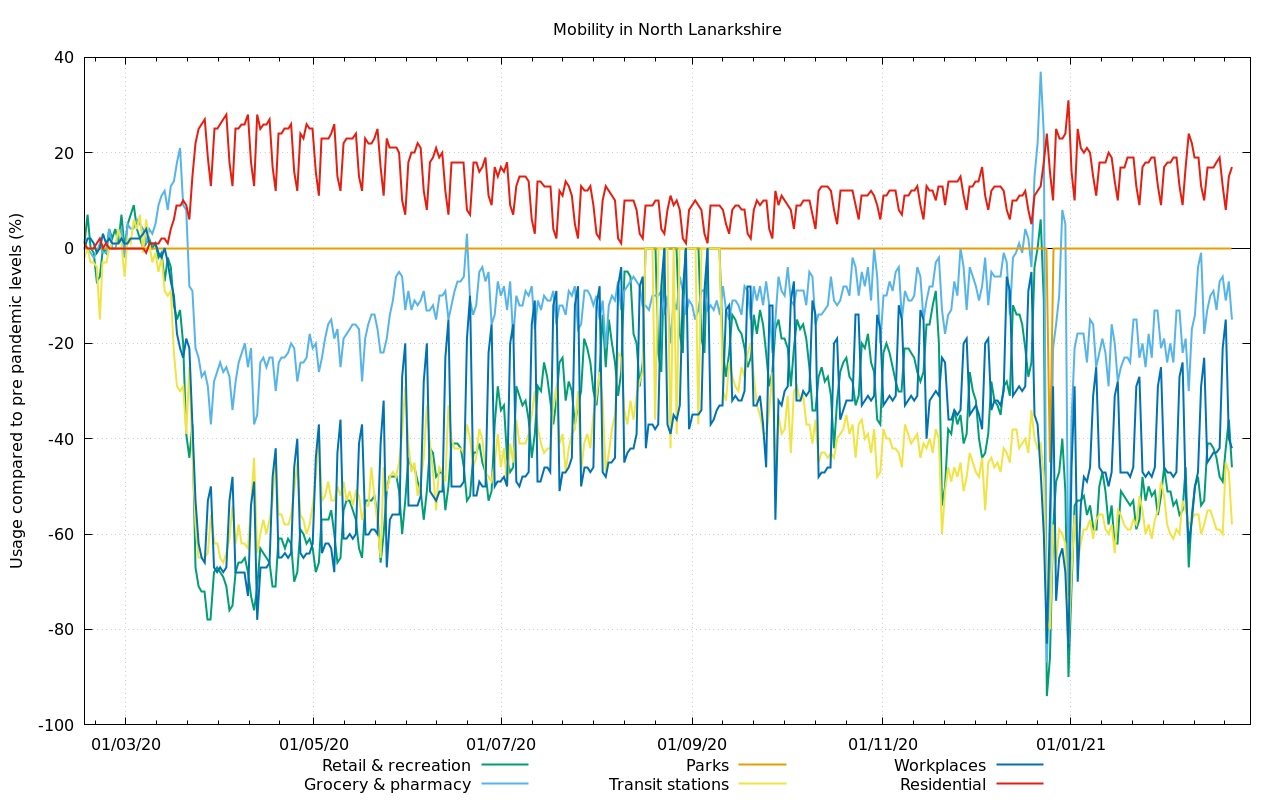 Mobility in North Lanarkshire
Usage compared to pre pandemic levels (%)
40
20
0
-20
-40
-60
-80
-100
01/03/20 01/05/20 01/07/20 01/09/20 01/11/20 01/01/21
Retail & recreation Parks Workplaces
Grocery & pharmacy Transit stations Residential